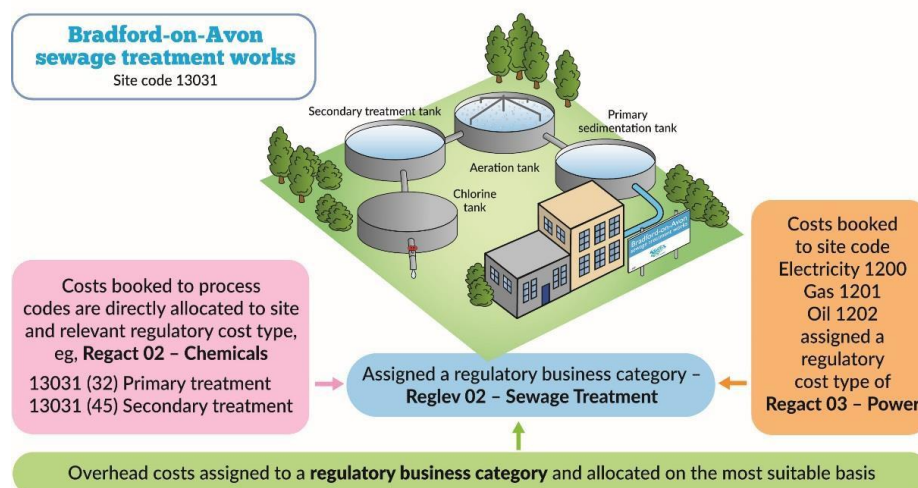 Bradford-on-Avon
sewage treatment works
Site code 13031
Secondary treatment tank
Primary
sedimentation tank
Aeration tank
Chlorine
tank
Bradford-on-Avon
sewage treatment works
Costs booked to process
codes are directly allocated to site
and relevant regulatory cost type,
eg, Regact 02 – Chemicals
13031 (32) Primary treatment
13031 (45) Secondary treatment
Assigned a regulatory business category –
Reglev 02 – Sewage Treatment
Costs booked
to site code
Electricity 1200
Gas 1201
Oil 1202
assigned a
regulatory
cost type of
Regact 03 – Power
Overhead costs assigned to a regulatory business category and allocated on the most suitable basis